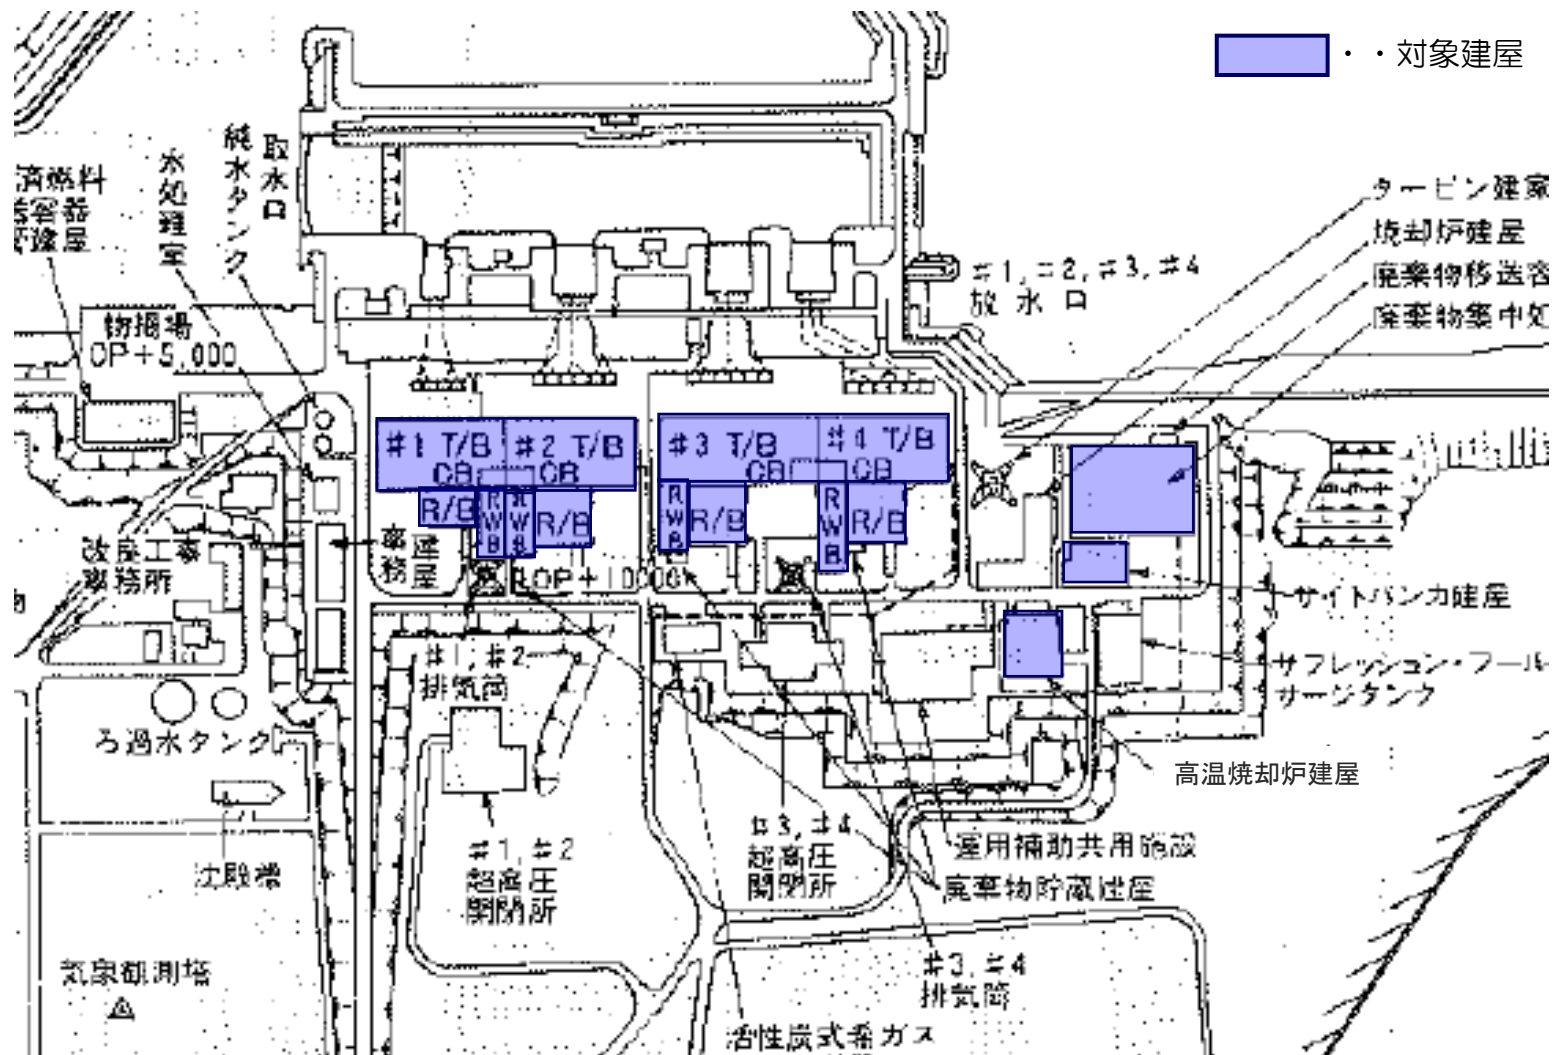 ・・対象建屋
済燃料
容器
建屋
水処理室
純水タンク
取水口
タービン建家
焼却炉建屋
廃棄物移送容
廃棄物集中処
#1, #2, #3, #4
放水口
物揚場
OP+5,000
#1 T/B
#2 T/B
CB
CB
#3 T/B
#4 T/B
CB
CB
R/B
RWB
RWB
R/B
RWB
R/B
RWB
R/B
事務
屋
OP+10000
改良工事
事務所
物
サイトバンカ建屋
サプレッション・プール
サージタンク
#1, #2
排気筒
ろ過水タンク
高温焼却炉建屋
沈殿槽
#1, #2
超高圧
開閉所
#3, #4
超高圧
開閉所
運用補助共用施設
廃棄物貯蔵建屋
#3, #4
排気筒
気象観測塔
活性炭式希ガス